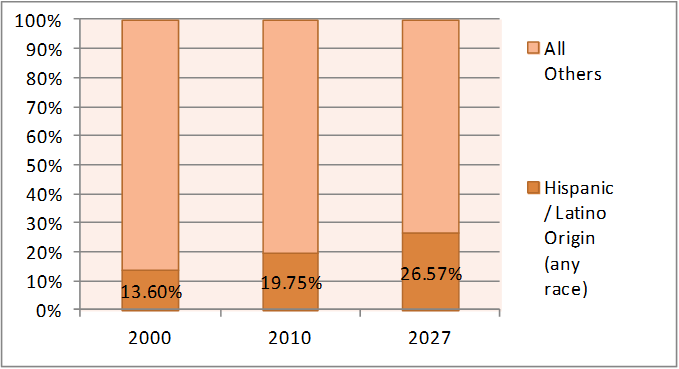 100%
90%
80%
70%
60%
50%
40%
30%
20%
10%
0%
13.60%
19.75%
26.57%
2000
2010
2027
All
Others
Hispanic
/ Latino
Origin
(any
race)